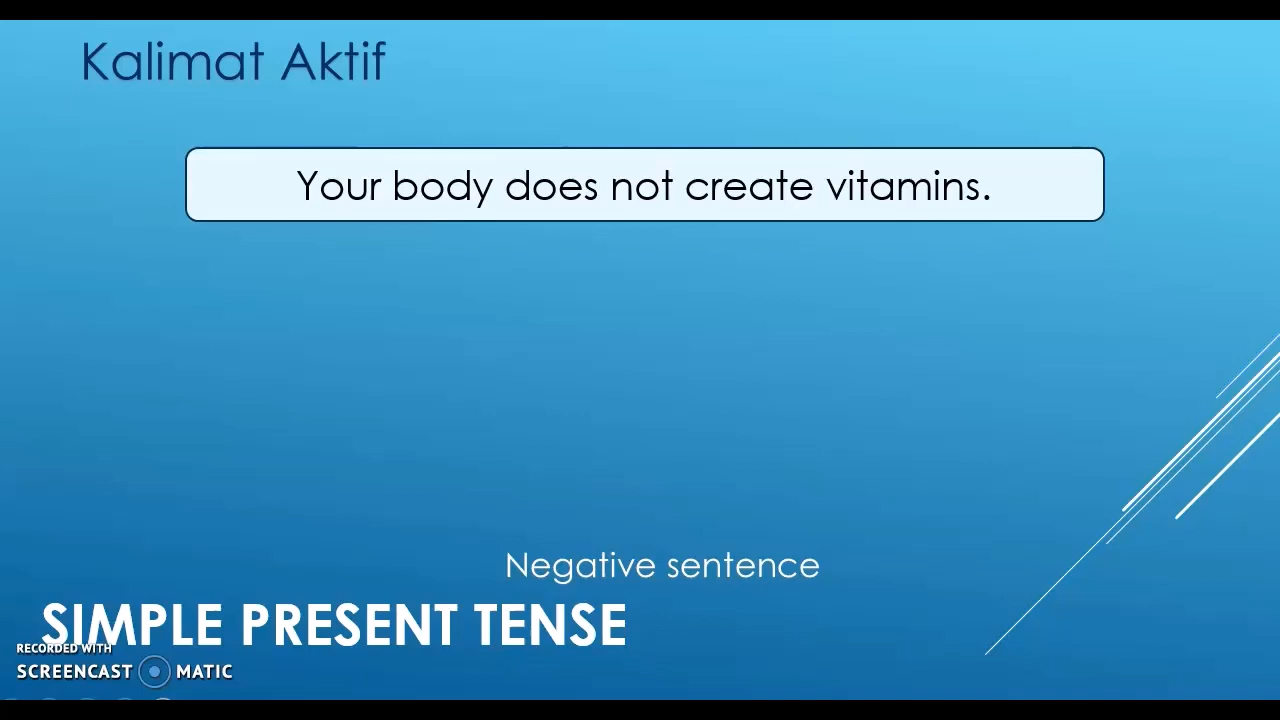 Kalimat Aktif
Your body does not create vitamins.
Negative sentence
SIMPLE PRESENT TENSE
RECORDED WITH
SCREENCAST MATIC